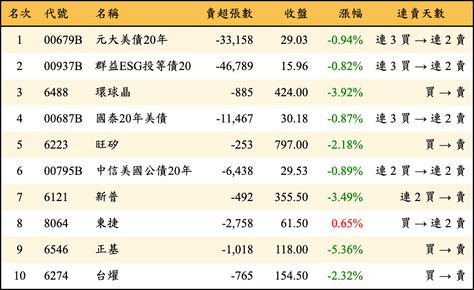 名次 代號 名稱 賣超張數 收盤 漲幅 連賣天數
1 00679B 元大美債20年 -33,158 29.03 -0.94% 連 3 買 → 連 2 賣
2 00937B 群益ESG投等債20 -46,789 15.96 -0.82% 連 3 買 → 連 2 賣
3 6488 環球晶 -885 424.00 -3.92% 買 → 賣
4 00687B 國泰20年美債 -11,467 30.18 -0.87% 連 3 買 → 連 2 賣
5 6223 旺矽 -253 797.00 -2.18% 買 → 賣
6 00795B 中信美國公債20年 -6,438 29.53 -0.89% 連 2 買 → 連 2 賣
7 6121 新普 -492 355.50 -3.49% 連 2 買 → 賣
8 8064 東捷 -2,758 61.50 0.65% 買 → 連 2 賣
9 6546 正基 -1,018 118.00 -5.36% 買 → 賣
10 6274 台燿 -765 154.50 -2.32% 買 → 賣